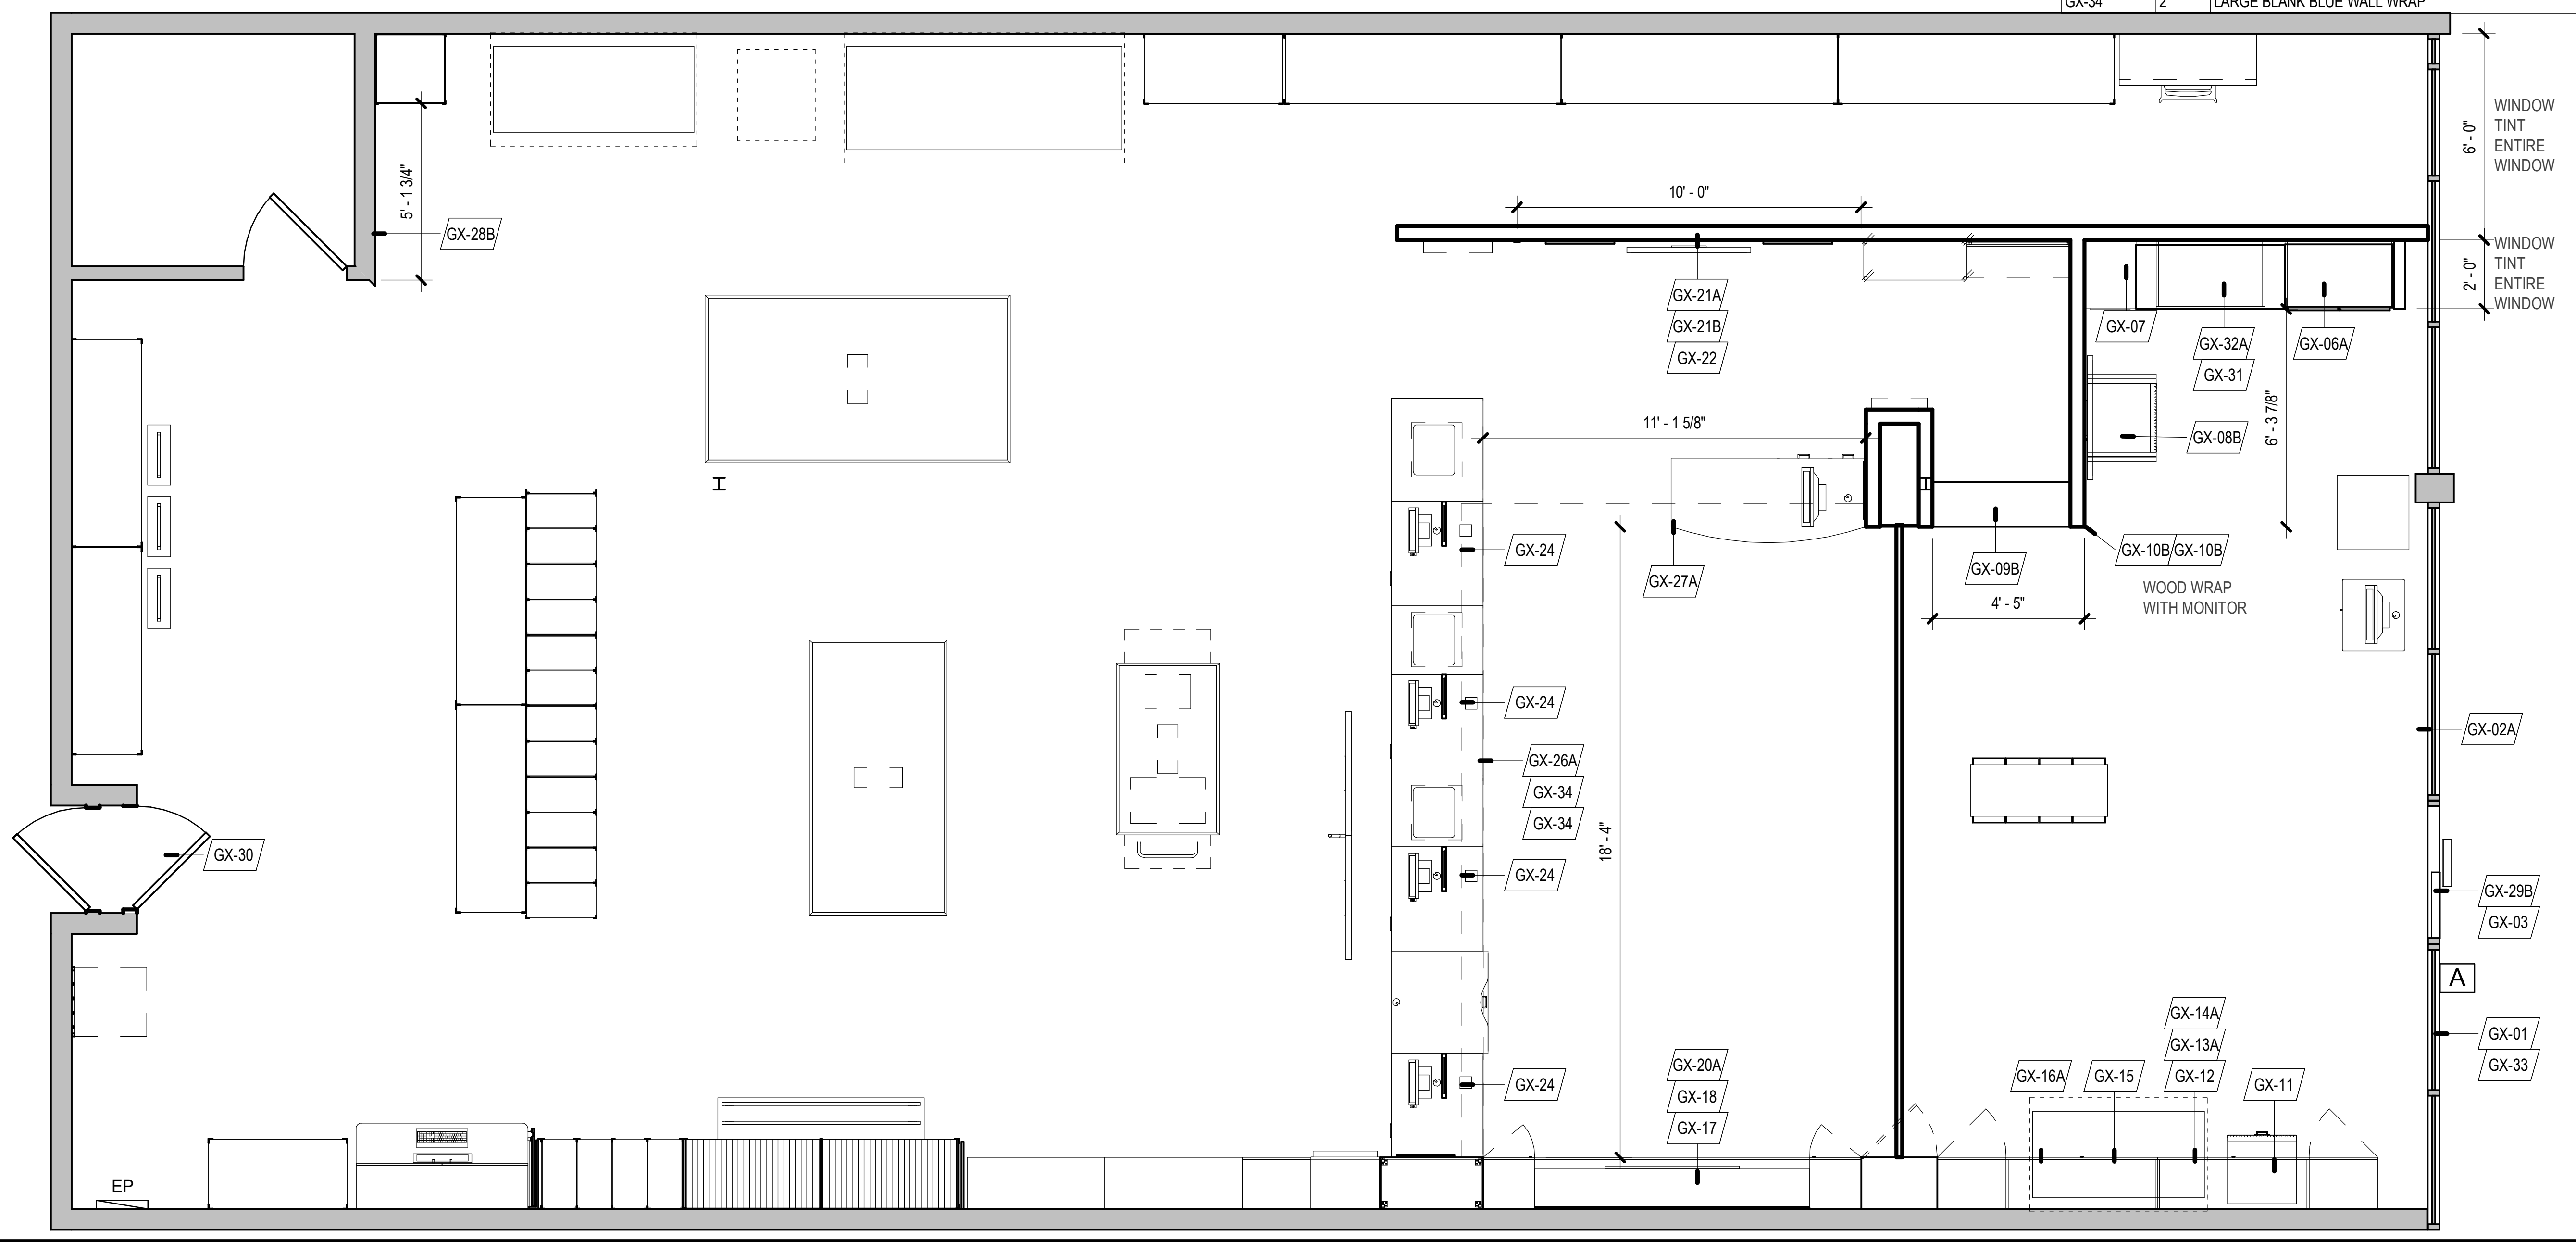 GX-34 2 LARGE BLANK BLUE WALL WRAP
6' - 0"
WINDOW
TINT
ENTIRE
WINDOW
5' - 1 3/4"
GX-28B
10' - 0"
2' - 0"
WINDOW
TINT
ENTIRE
WINDOW
GX-21A
GX-21B
GX-22
GX-07
GX-32A
GX-31
GX-06A
11' - 1 5/8"
GX-08B
6' - 3 7/8"
GX-24
GX-27A
GX-09B
GX-10B GX-10B
WOOD WRAP
WITH MONITOR
4' - 5"
GX-24
GX-02A
GX-26A
GX-34
GX-34
18' - 4"
GX-30
GX-24
GX-29B
GX-03
A
GX-01
GX-33
GX-24
GX-20A
GX-18
GX-17
GX-16A
GX-15
GX-14A
GX-13A
GX-12
GX-11
EP